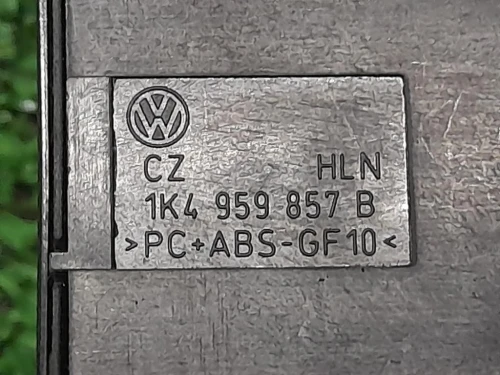 CZ HLN
1K4 959 857 B
>PC+ABS-GF10<